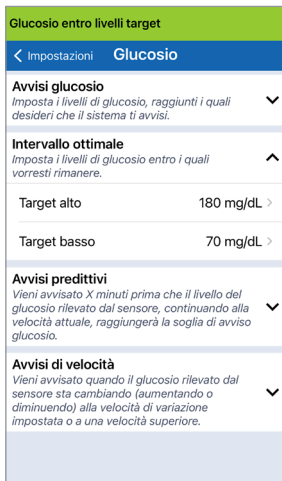 Glucosio entro livelli target
Impostazioni Glucosio
Avvisi glucosio
Imposta i livelli di glucosio, raggiunti i quali
desideri che il sistema ti avvisi.
Intervallo ottimale
Imposta i livelli di glucosio entro i quali
vorresti rimanere.
Target alto 180 mg/dL
Target basso 70 mg/dL
Avvisi predittivi
Vieni avvisato X minuti prima che il livello del
glucosio rilevato dal sensore, continuando alla
velocità attuale, raggiungerà la soglia di avviso
glucosio.
Avvisi di velocità
Vieni avvisato quando il glucosio rilevato dal
sensore sta cambiando (aumentando o
diminuendo) alla velocità di variazione
impostata o a una velocità superiore.